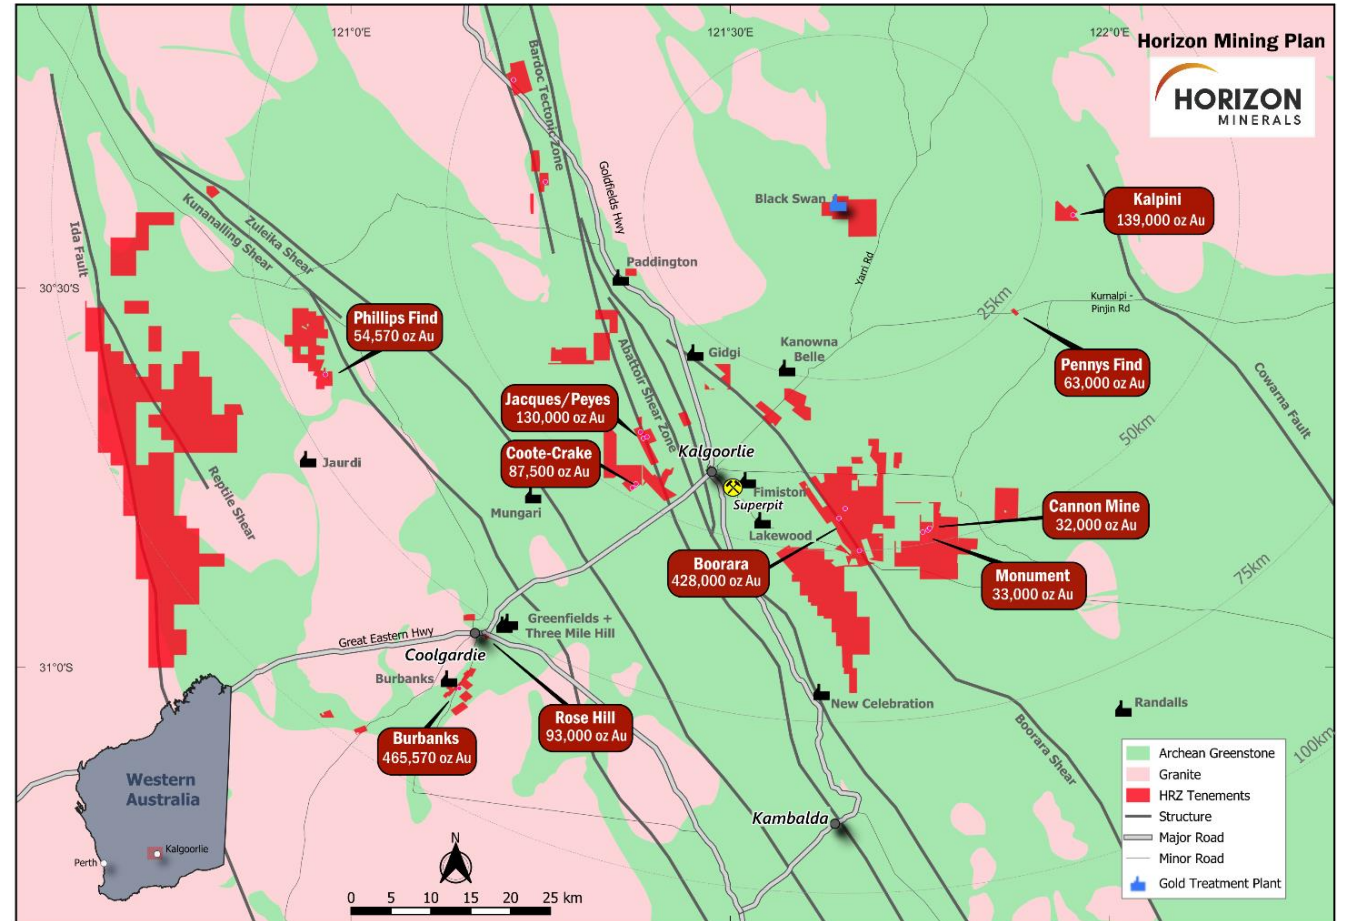 121°0'E
121°30'E
122°0'E
Horizon Mining Plan
HORIZON
MINERALS
Bardoc Tectonic Zone
Goldfields Hwy
Black Swan
Kalpini
139,000 oz Au
Ida Fault
Kunanalling Shear
Zuleika Shear
Yarri Rd
Paddington
30°30'S
25km
Kurnalpi -
Pinjin Rd
Phillips Find
54,570 oz Au
Abattoir Shear Zone
Gidgi
Kanowna
Belle
Pennys Find
63,000 oz Au
Cowarna Fault
Jacques/Peyes
130,000 oz Au
50km
Coote-Crake
87,500 oz Au
Kalgoorlie
Jaurdi
Reptile Shear
Mungari
Fimiston
Superpit
Lakewood
Cannon Mine
32,000 oz Au
Boorara
428,000 oz Au
Monument
33,000 oz Au
75km
Greenfields +
Three Mile Hill
Great Eastern Hwy
Coolgardie
31°0'S
Burbanks
New Celebration
Randalls
Rose Hill
93,000 oz Au
Burbanks
465,570 oz Au
Boorara Shear
100km
Western
Australia
Kambalda
Perth
Kalgoorlie
N
0 5 10 15 20 25 km
Archean Greenstone
Granite
HRZ Tenements
Structure
Major Road
Minor Road
Gold Treatment Plant